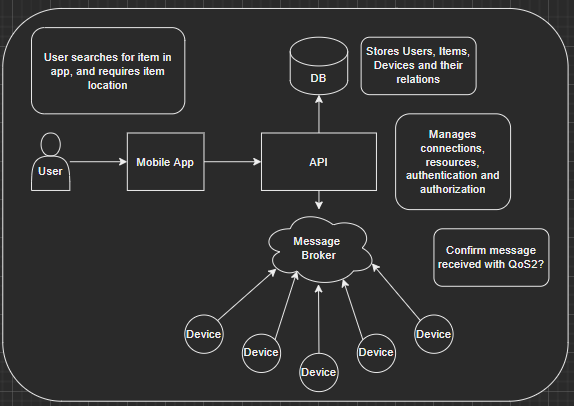 User searches for item in
app, and requires item
location
DB
Stores Users, Items,
Devices and their
relations
User
Mobile App
API
Manages
connections,
resources,
authentication and
authorization
Message
Broker
Confirm message
received with QoS2?
Device
Device
Device
Device
Device